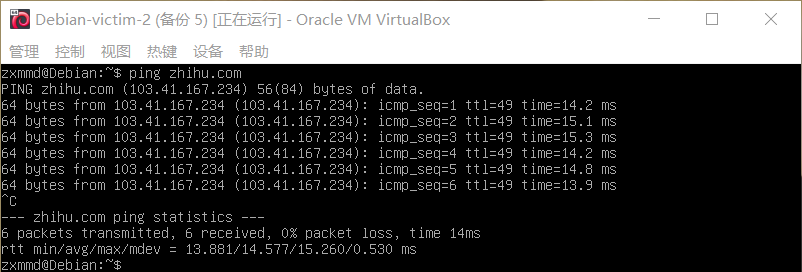 Debian-victim-2 (备份 5) [正在运行] - Oracle VM VirtualBox
管理 控制 视图 热键 设备 帮助
zxmmd@Debian:~$ ping zhihu.com
PING zhihu.com (103.41.167.234) 56(84) bytes of data.
64 bytes from 103.41.167.234 (103.41.167.234): icmp_seq=1 ttl=49 time=14.2 ms
64 bytes from 103.41.167.234 (103.41.167.234): icmp_seq=2 ttl=49 time=15.1 ms
64 bytes from 103.41.167.234 (103.41.167.234): icmp_seq=3 ttl=49 time=15.3 ms
64 bytes from 103.41.167.234 (103.41.167.234): icmp_seq=4 ttl=49 time=14.2 ms
64 bytes from 103.41.167.234 (103.41.167.234): icmp_seq=5 ttl=49 time=14.8 ms
64 bytes from 103.41.167.234 (103.41.167.234): icmp_seq=6 ttl=49 time=13.9 ms
^C
--- zhihu.com ping statistics ---
6 packets transmitted, 6 received, 0% packet loss, time 14ms
rtt min/avg/max/mdev = 13.881/14.577/15.260/0.530 ms
zxmmd@Debian:~$